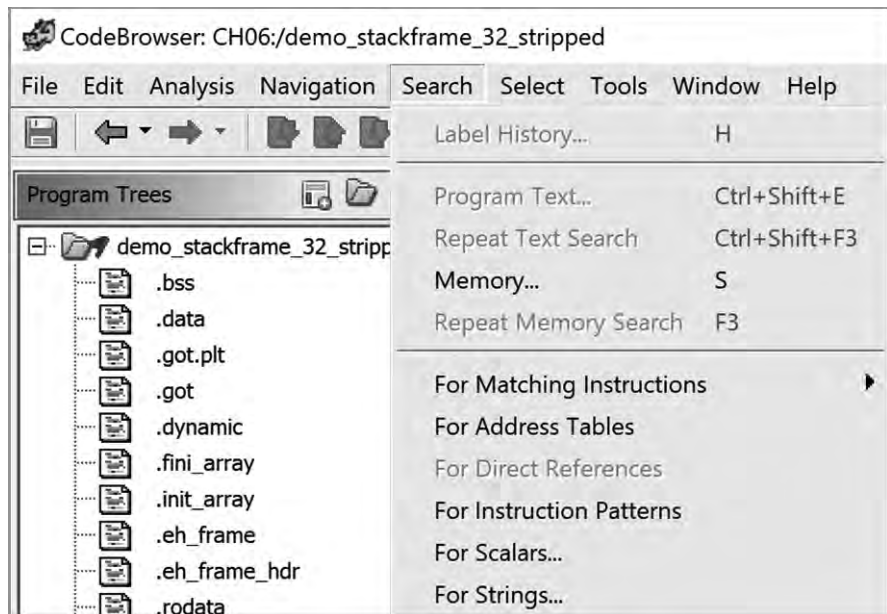 CodeBrowser: CH06:/demo_stackframe_32_stripped
File Edit Analysis Navigation Search Select Tools Window Help
Label History... H
Program Trees
Program Text... Ctrl+Shift+E
demo_stackframe_32_stripp
Repeat Text Search Ctrl+Shift+F3
.bss
Memory... S
.data
Repeat Memory Search F3
.got.plt
.got
For Matching Instructions
.dynamic
For Address Tables
.fini_array
For Direct References
.init_array
For Instruction Patterns
.eh_frame
For Scalars...
.eh_frame_hdr
For Strings...
.rodata